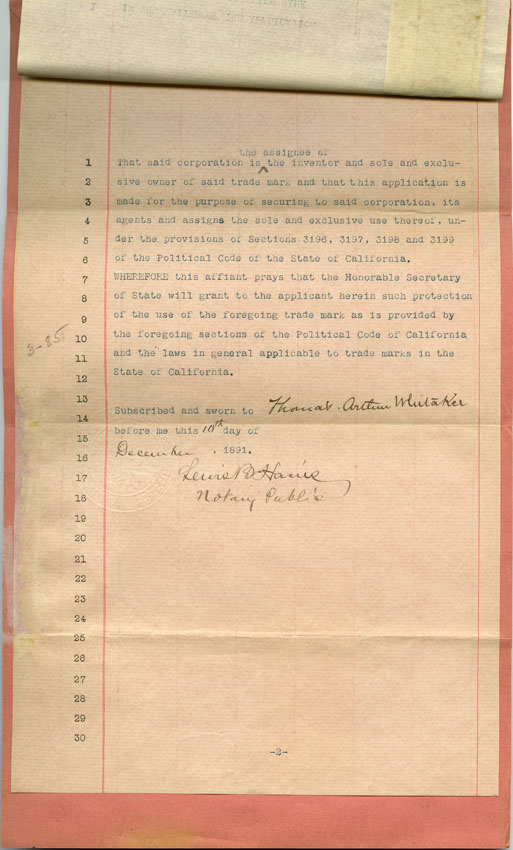 the assignee of
1 That said corporation is ^ the inventor and sole and exclu-
2 sive owner of said trade mark and that this application is
3 made for the purpose of securing to said corporation, its
4 agents and assigns the sole and exclusive use thereof, un-
5 der the provisions of Sections 3196, 3197, 3198 and 3199
6 of the Political Code of the State of California.
7 WHEREFORE this affiant prays that the Honorable Secretary
8 of State will grant to the applicant herein such protection
9 of the use of the foregoing trade mark as is provided by
10 the foregoing sections of the Political Code of California
11 and the laws in general applicable to trade marks in the
12 State of California.
3-855
13
14 Subscribed and sworn to Thomas Arthur Whitaker
15 before me this 10th day of
16 December, 1891.
17 Lewis B Harris
18 Notary Public
19
20
21
22
23
24
25
26
27
28
29
30
-2-